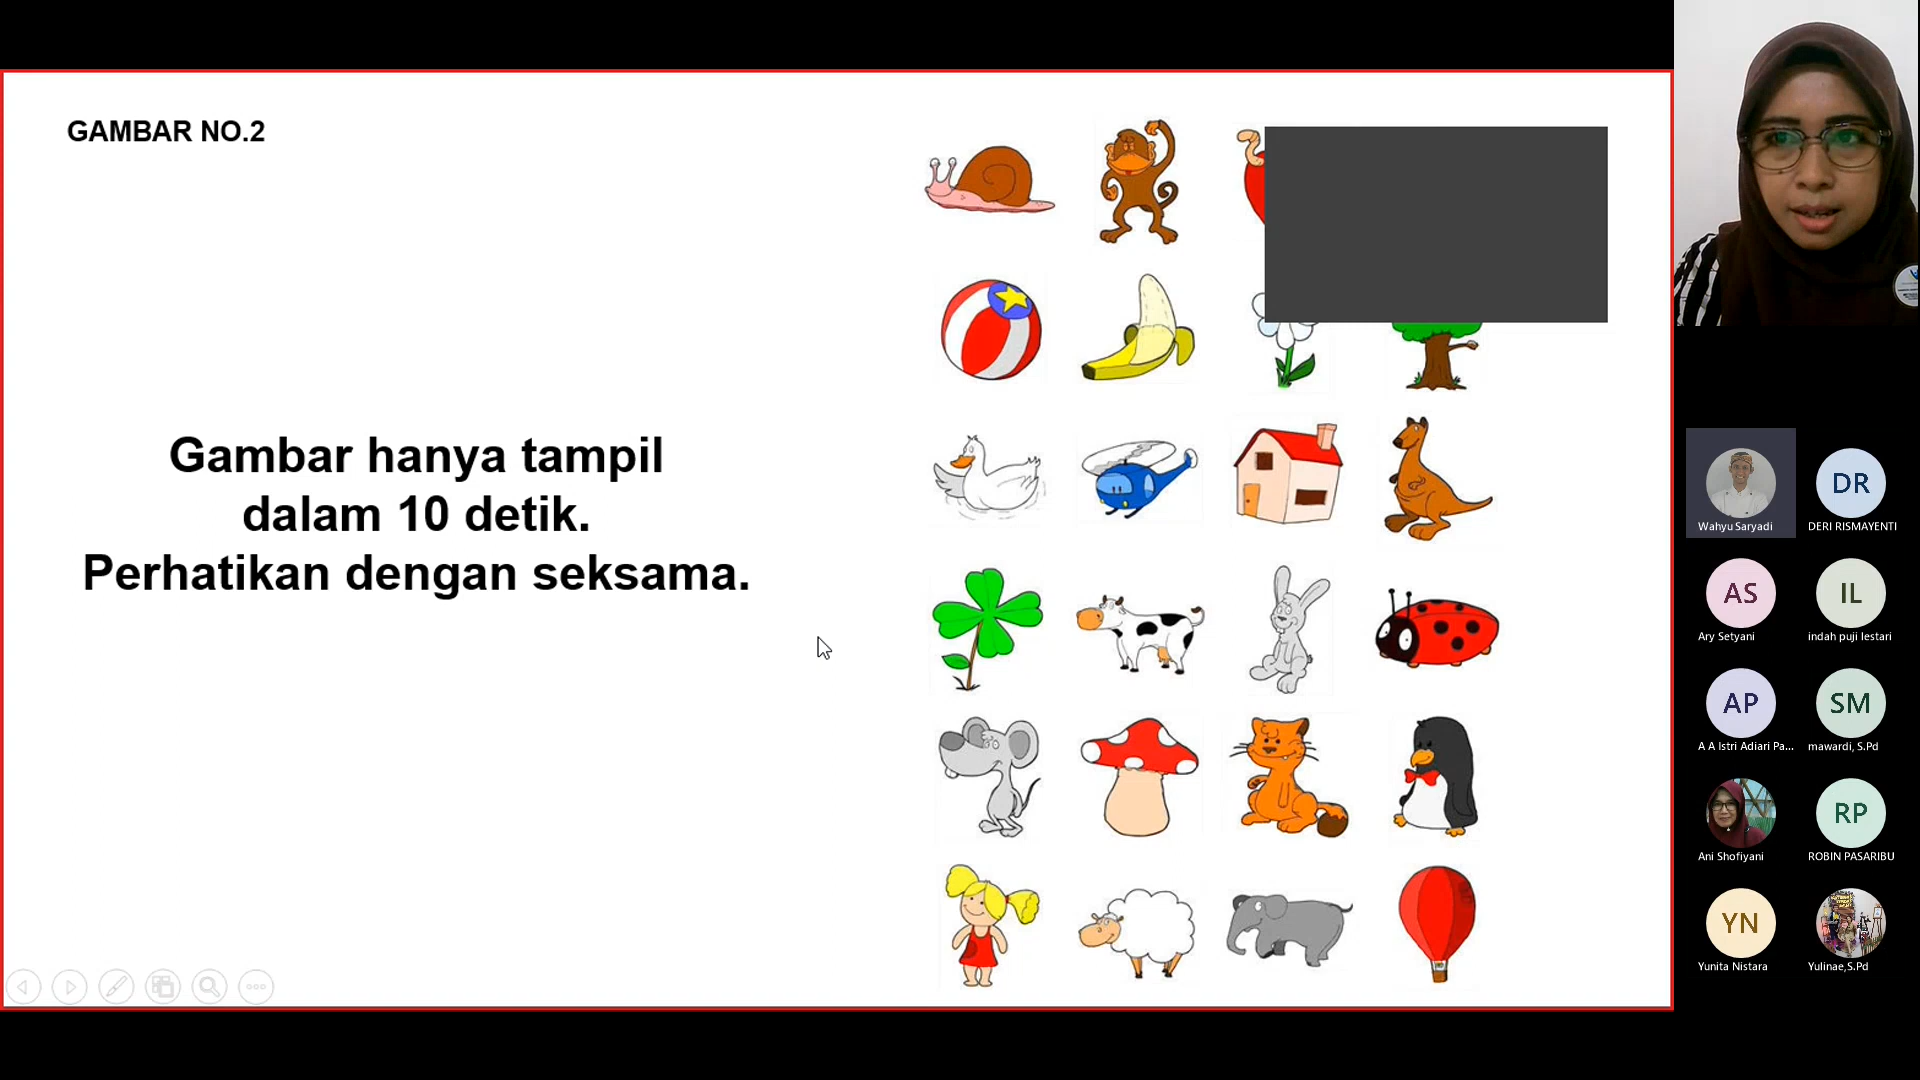 GAMBAR NO.2
Gambar hanya tampil
dalam 10 detik.
Perhatikan dengan seksama.
Wahyu Saryadi
DR
DERI RISMAYENTI
AS
Ary Setyani
IL
indah puji lestari
AP
A A Istri Adiari Pa...
SM
mawardi, S.Pd
Ani Shofiyani
RP
ROBIN PASARIBU
YN
Yunita Nistara
Yulinae,S.Pd